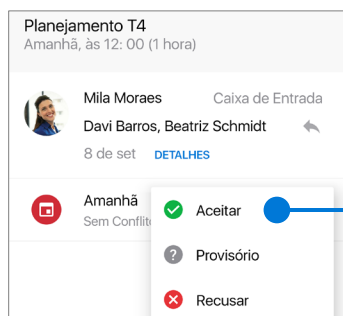 Planejamento T4
Amanhã, às 12: 00 (1 hora)
Mila Moraes Caixa de Entrada
Davi Barros, Beatriz Schmidt
8 de set DETALHES
Amanhã
Sem
Aceitar
Provisório
Recusar